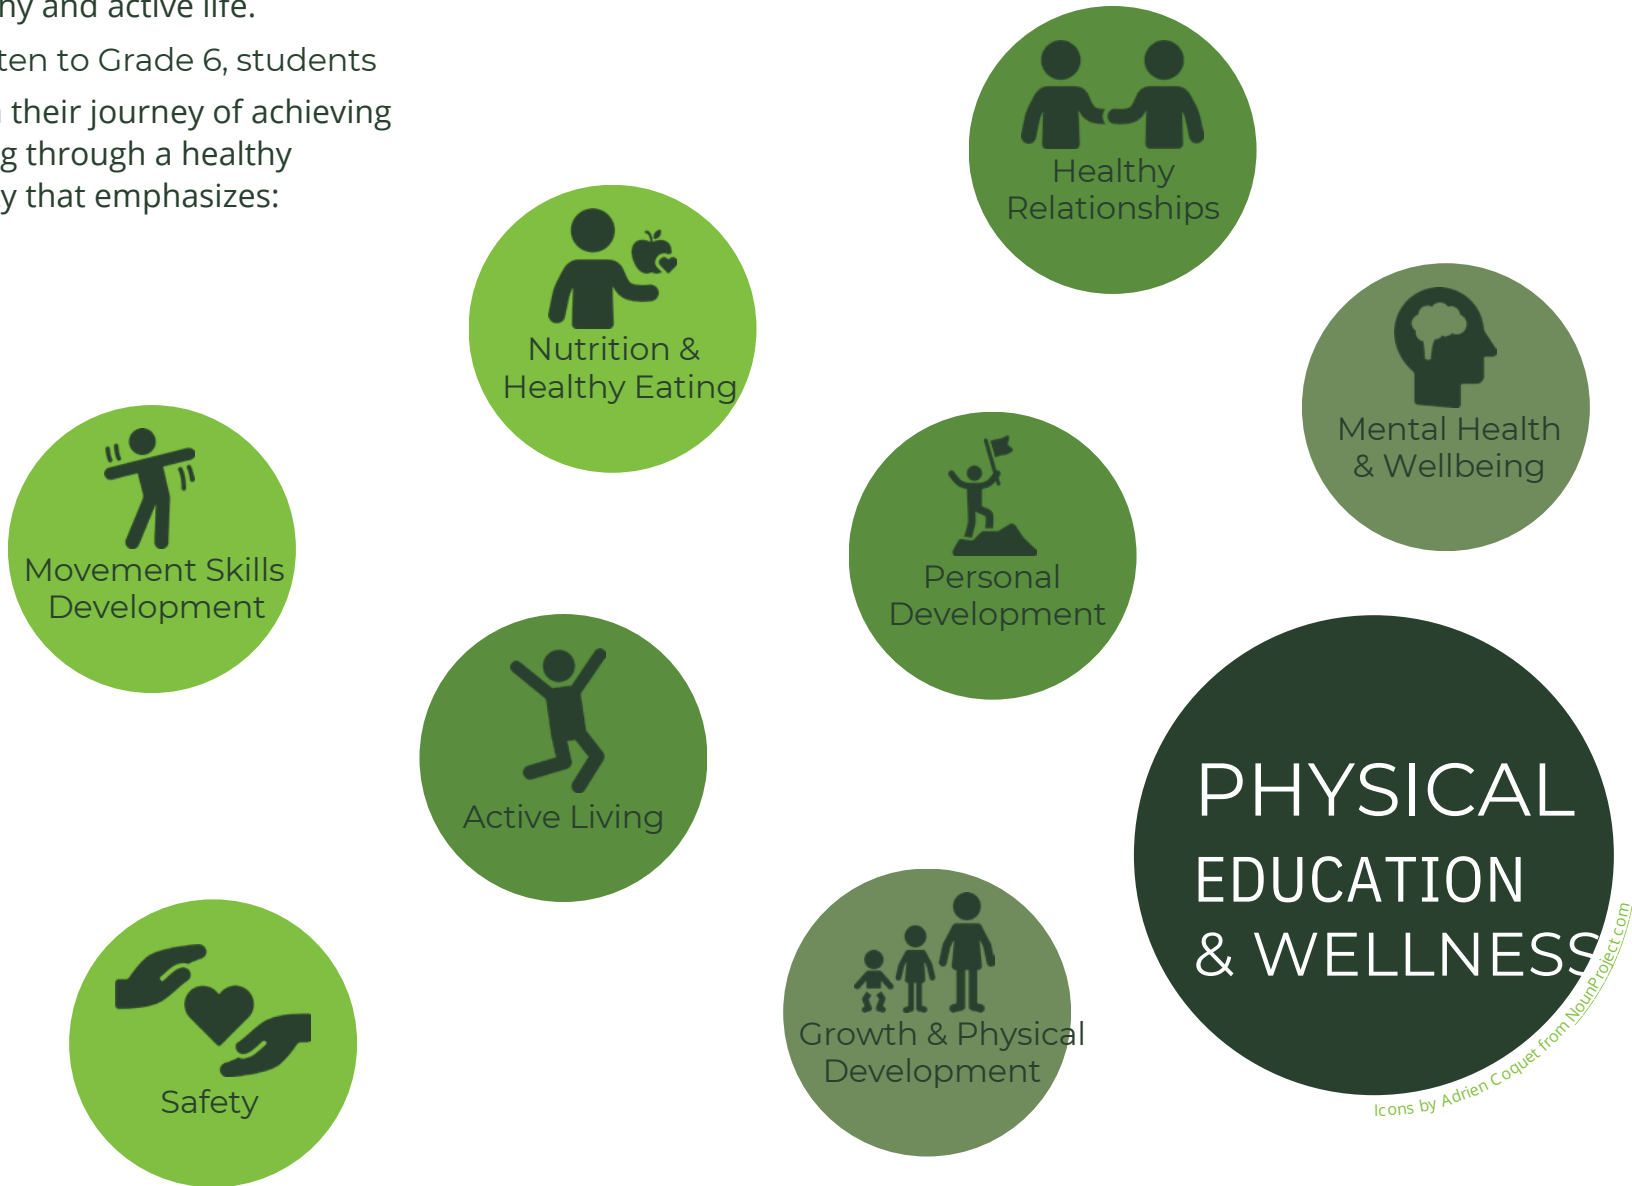 and active life.
to Grade 6, students
their journey of achieving
through a healthy
that emphasizes:
Healthy
Relationships
Nutrition &
Healthy Eating
Mental Health
& Wellbeing
Movement Skills
Development
Personal
Development
Active Living
PHYSICAL
EDUCATION
& WELLNESS
Growth & Physical
Development
Safety
Icons by Adrien Coquet from NounProject.com